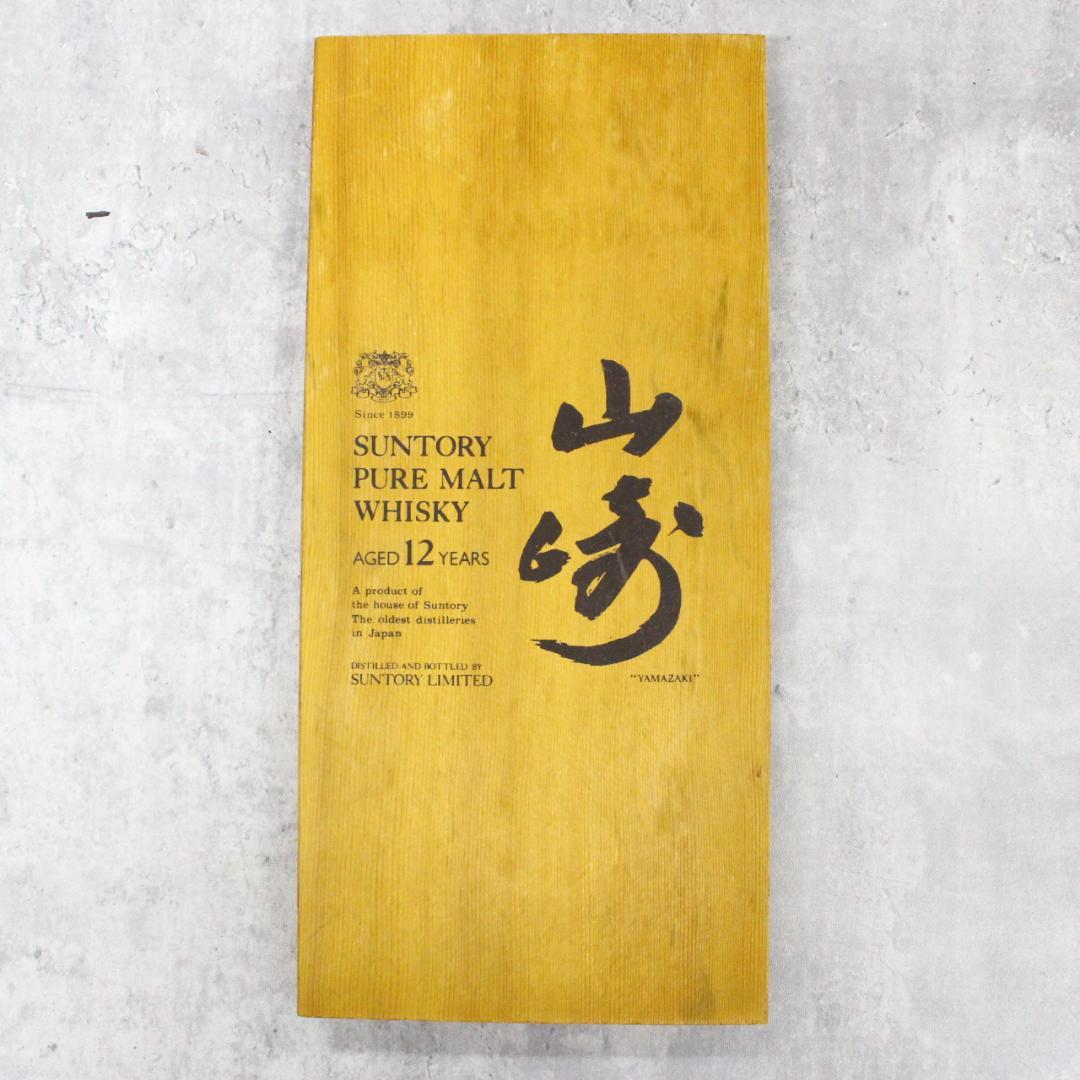 Since 1899
SUNTORY
PURE MALT
WHISKY
AGED 12 YEARS
A product of
the house of Suntory
The oldest distilleries
in Japan
DISTILLED AND BOTTLED BY
SUNTORY LIMITED
山
崎
"YAMAZAKI"